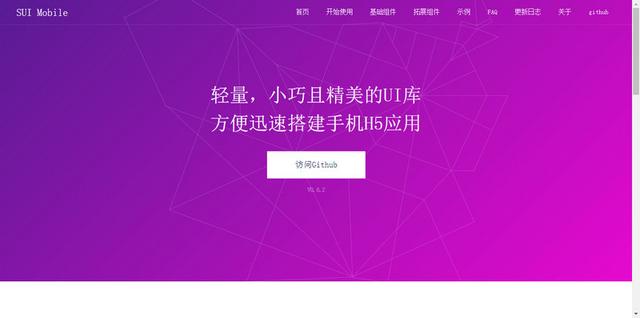 SUI Mobile
首页 开始使用 基础组件 拓展组件 示例 FAQ 更新日志 关于 github
轻量，小巧且精美的UI库
方便迅速搭建手机H5应用
访问Github
V0.6.2